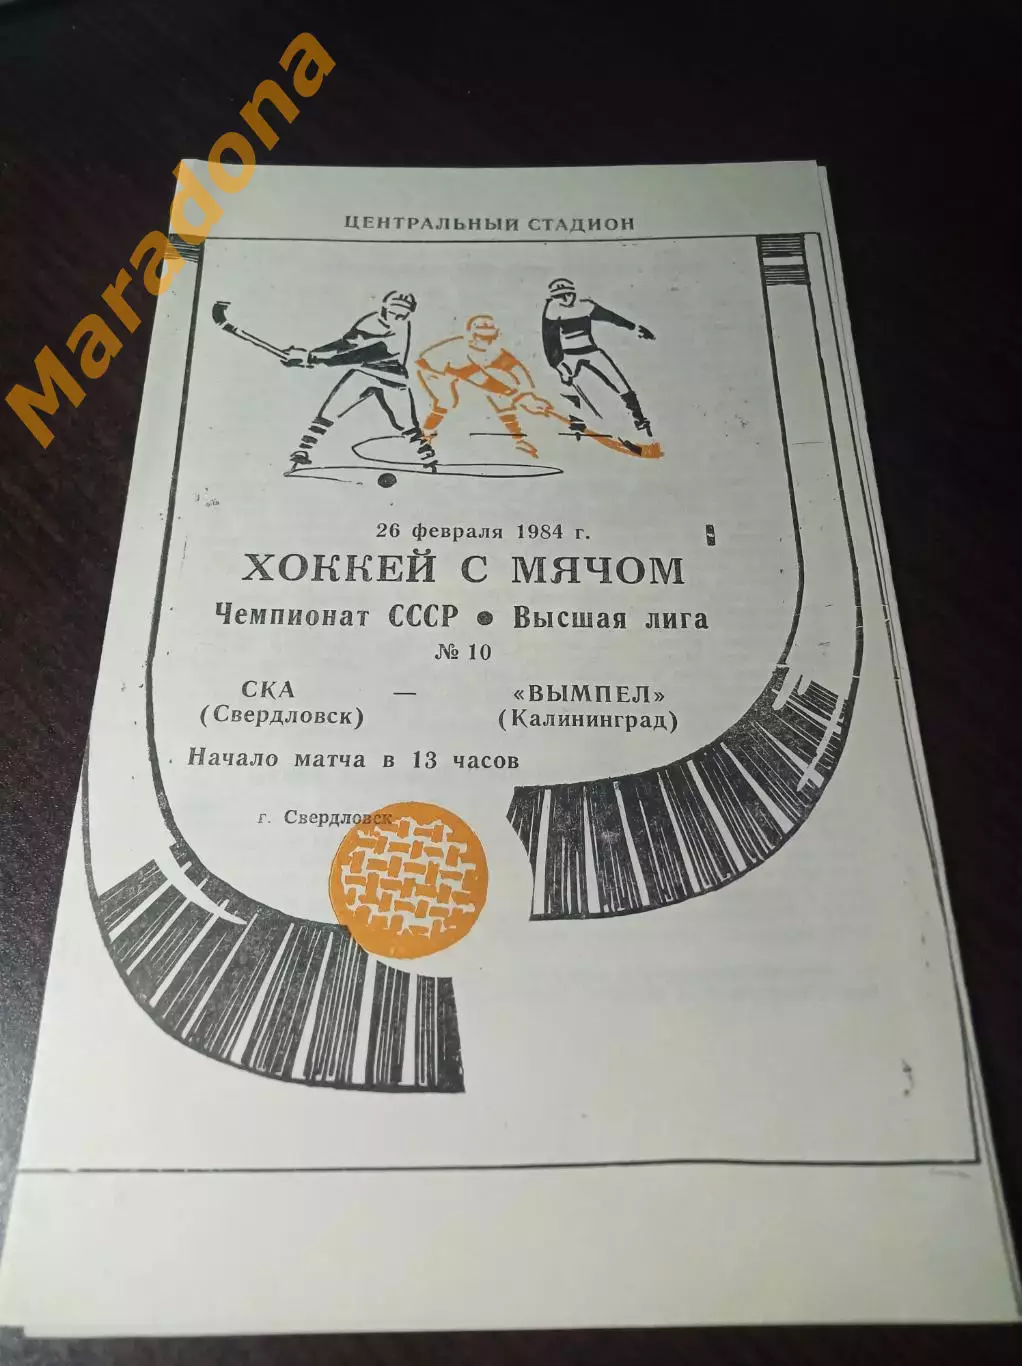 Maradona
ЦЕНТРАЛЬНЫЙ СТАДИОН
26 февраля 1984 г.
ХОККЕЙ С МЯЧОМ
Чемпионат СССР • Высшая лига
№ 10
СКА — «ВЫМПЕЛ»
(Свердловск) (Калининград)
Начало матча в 13 часов
г. Свердловск